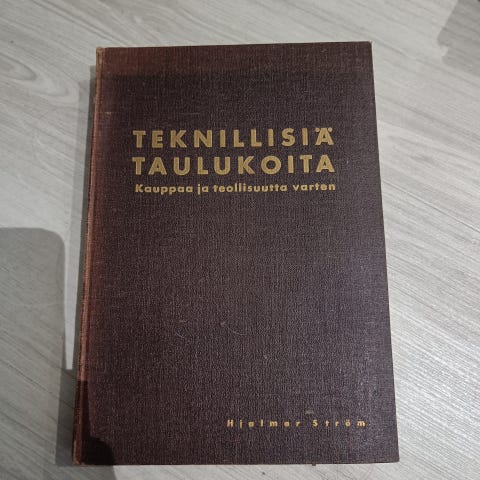 TEKNILLISIÄ
TAULUKOITA
Kauppaa ja teollisuutta varten
Hjalmar Ström